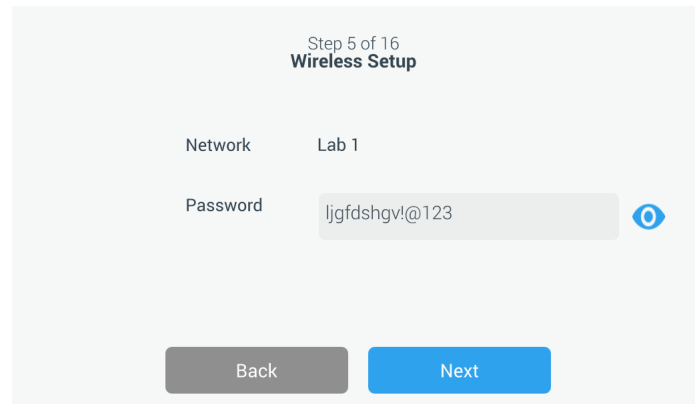 Step 5 of 16
Wireless Setup
Network Lab 1
Password ljgfdshgv!@123
Back Next